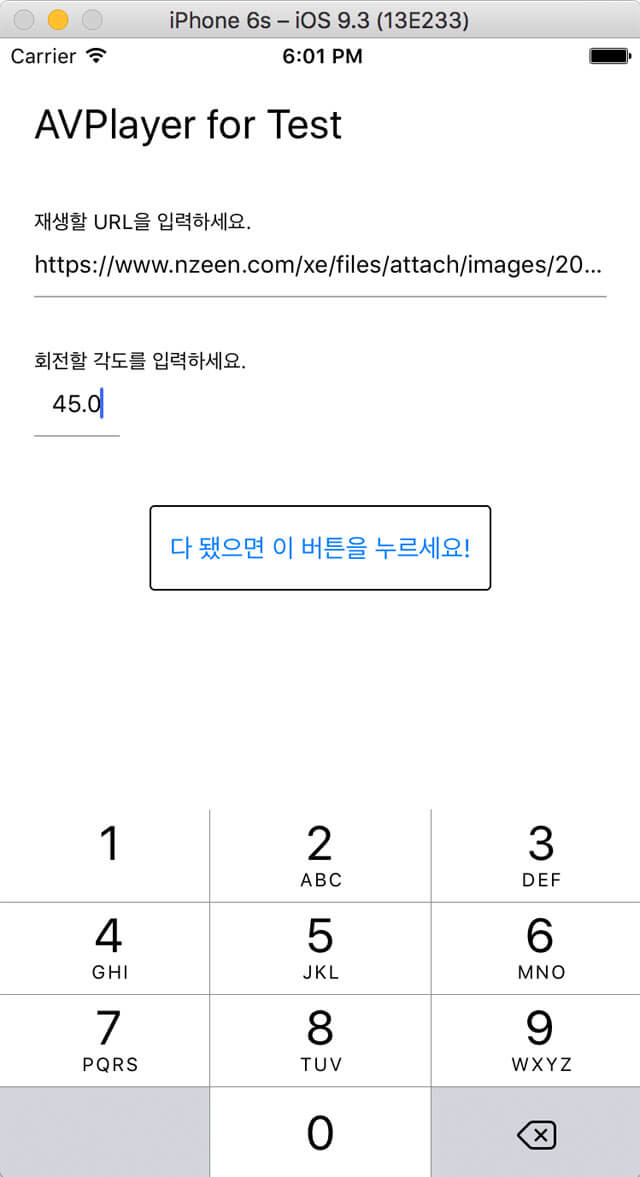 iPhone 6s – iOS 9.3 (13E233)
Carrier 6:01 PM
AVPlayer for Test
재생할 URL을 입력하세요.
https://www.nzeen.com/xe/files/attach/images/20...
회전할 각도를 입력하세요.
45.0
다 됐으면 이 버튼을 누르세요!
1 2 3
ABC DEF
4 5 6
GHI JKL MNO
7 8 9
PQRS TUV WXYZ
0